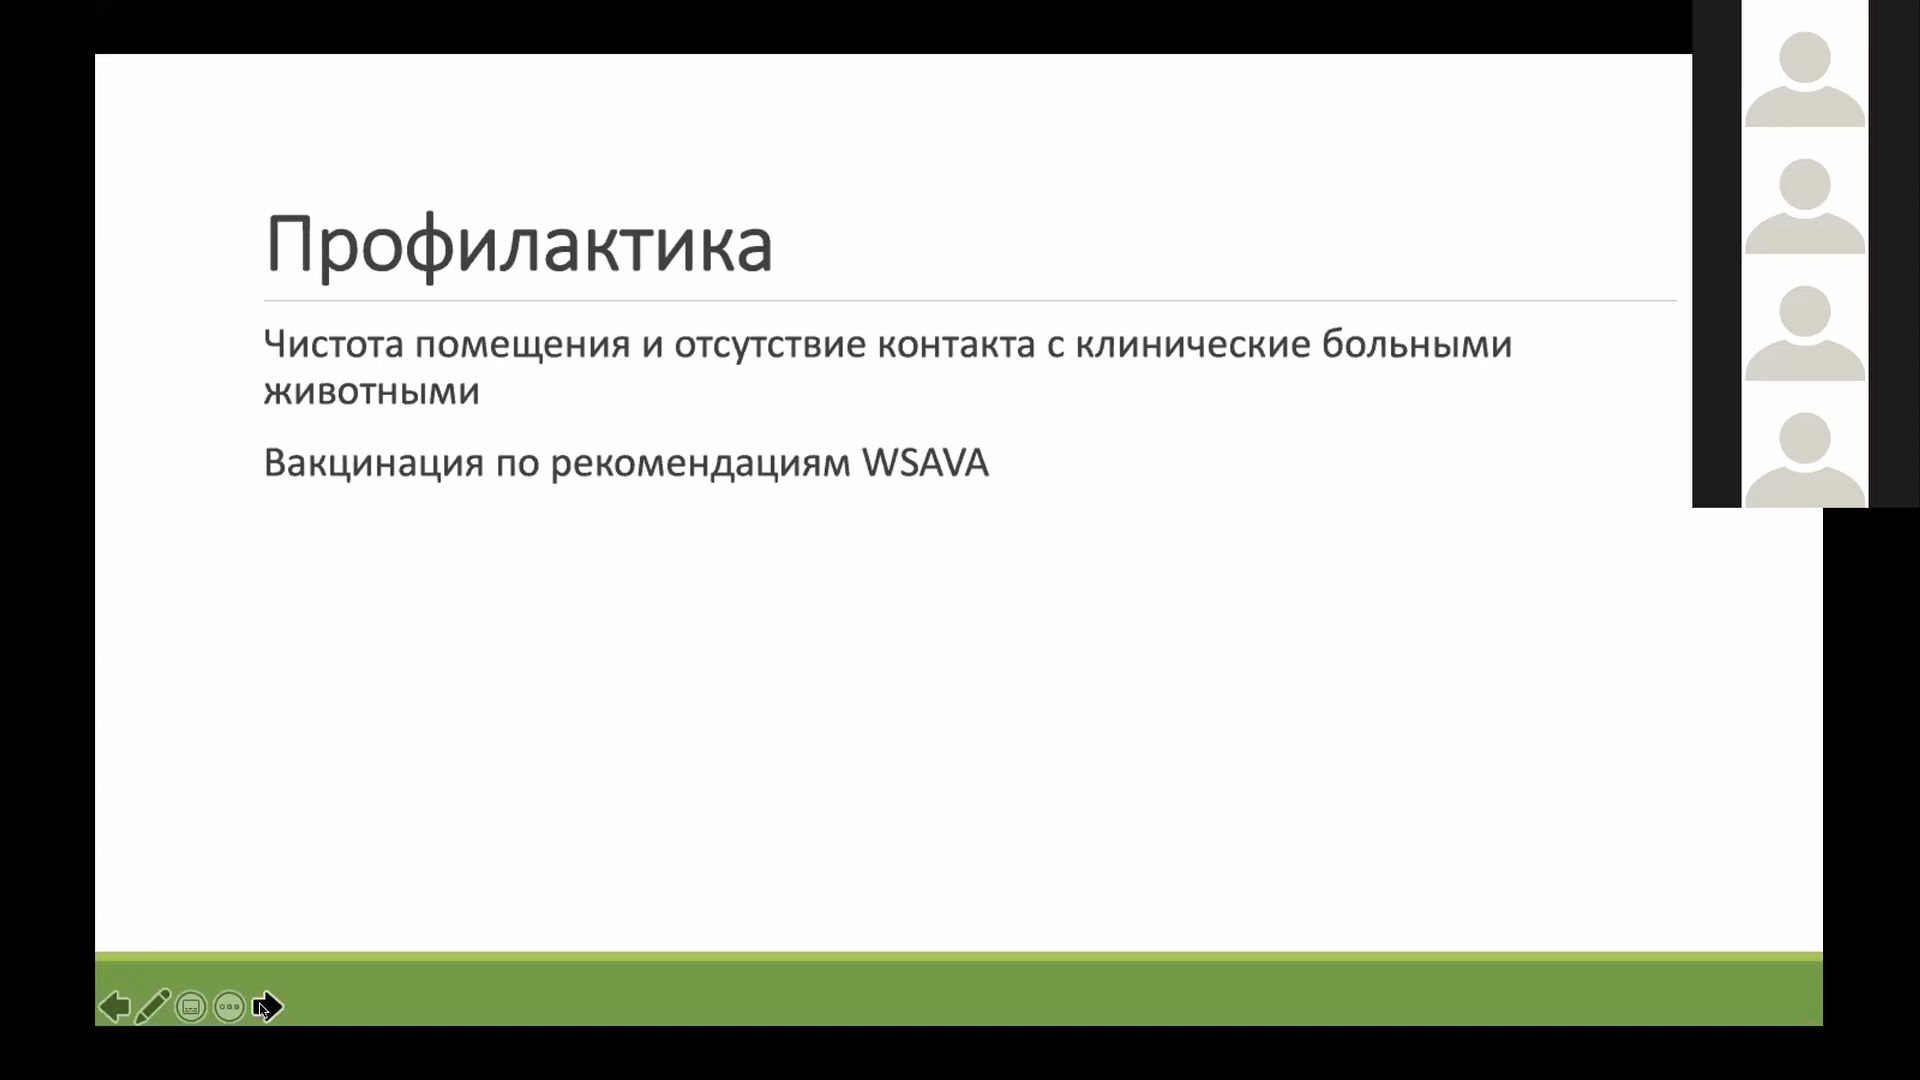 Профилактика
Чистота помещения и отсутствие контакта с клинические больными
животными
Вакцинация по рекомендациям WSAVA